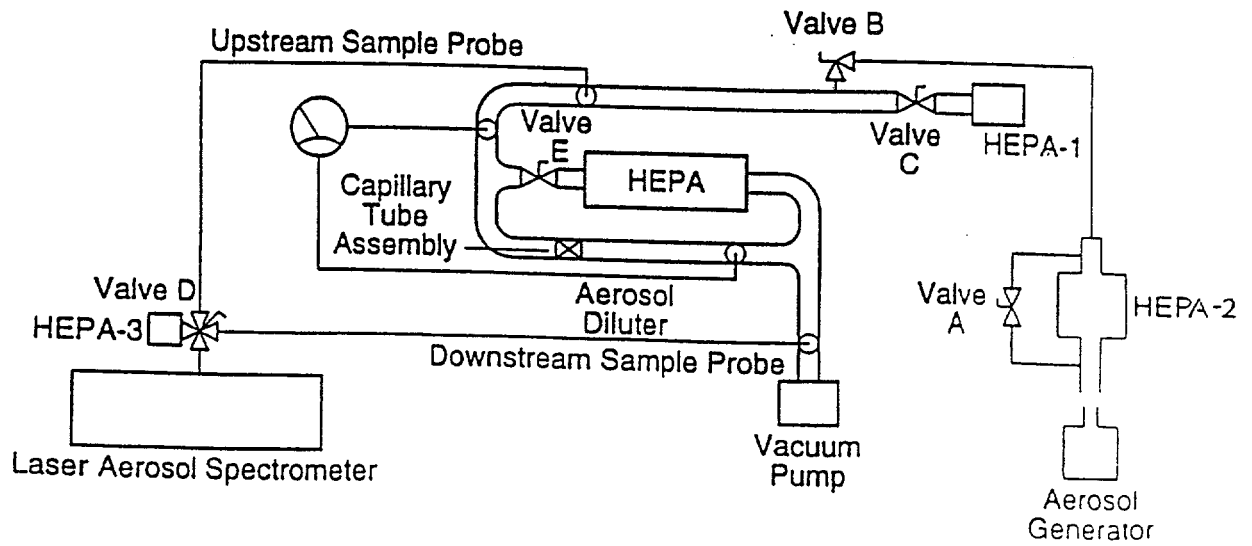 Valve B
Upstream Sample Probe
Valve
E
Valve
C
HEPA-1
HEPA
Capillary
Tube
Assembly
Valve D
HEPA-3
Aerosol
Diluter
Valve
A
HEPA-2
Downstream Sample Probe
Laser Aerosol Spectrometer
Vacuum
Pump
Aerosol
Generator